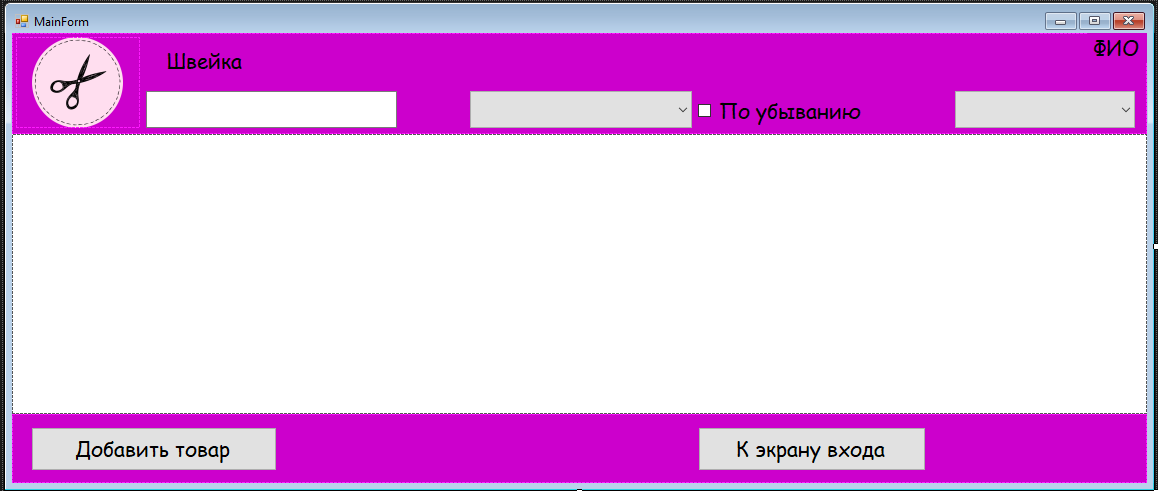 MainForm
ФИО
Швейка
По убыванию
Добавить товар
К экрану входа